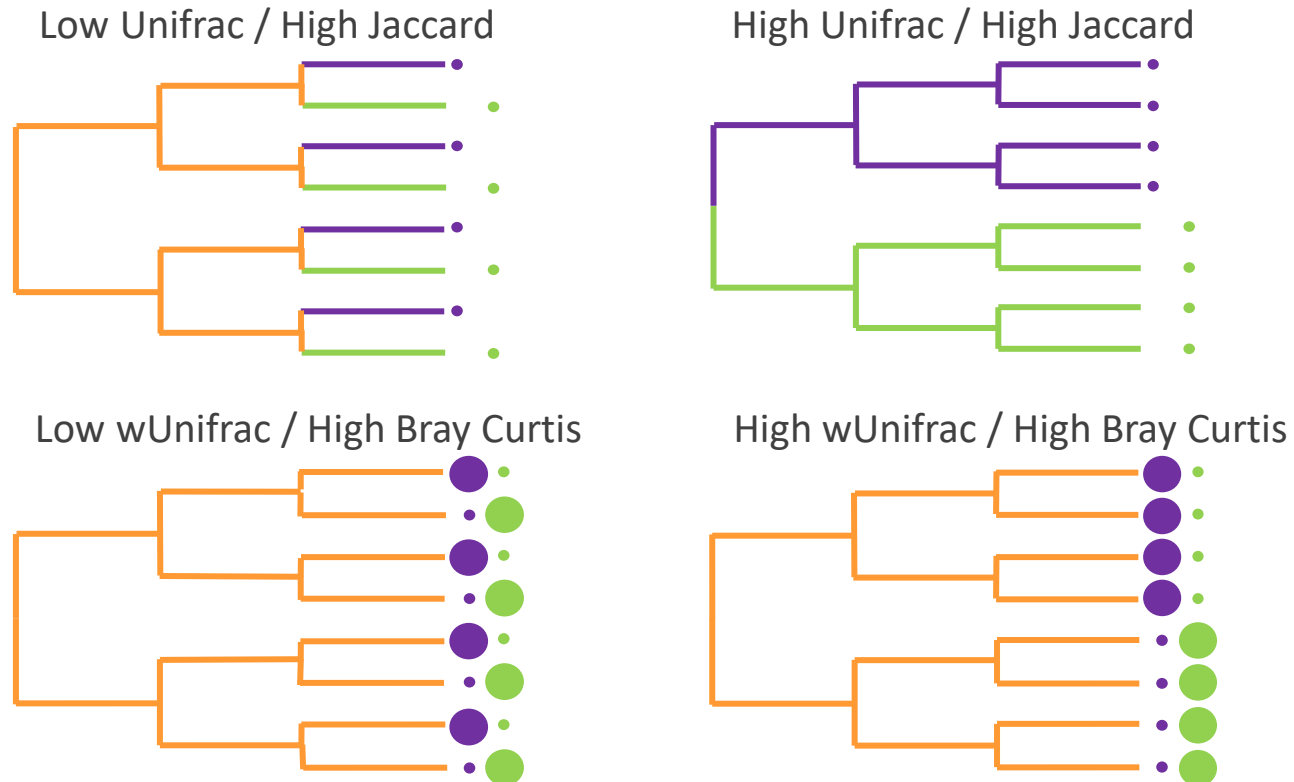 Low Unifrac / High Jaccard
High Unifrac / High Jaccard
Low wUnifrac / High Bray Curtis
High wUnifrac / High Bray Curtis